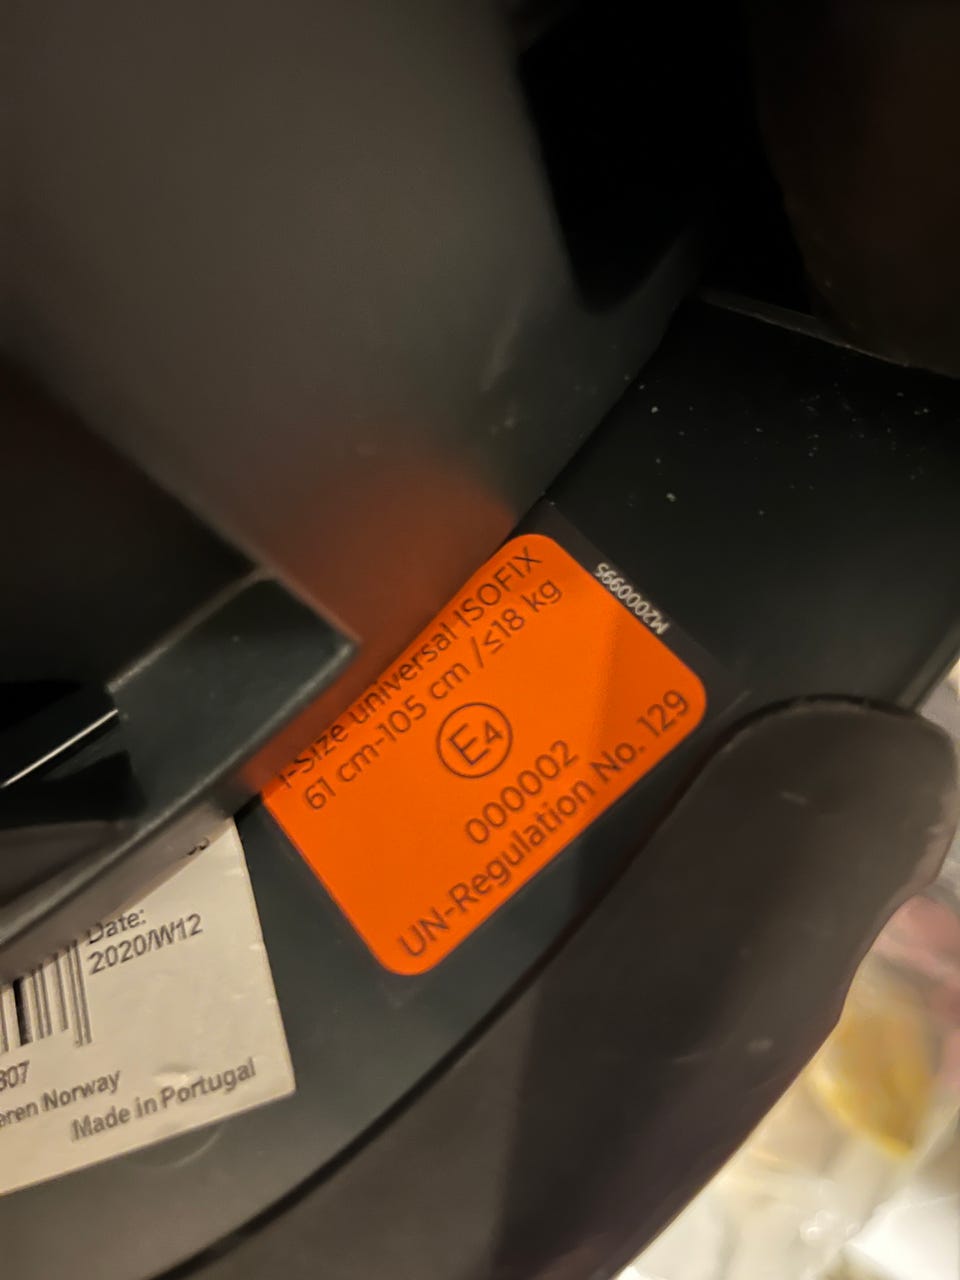 i-Size universal ISOFIX
61 cm-105 cm /≤18 kg
E4
000002
UN-Regulation No. 129
M2000995
Date:
2020/W12
307
Norway
Made in Portugal